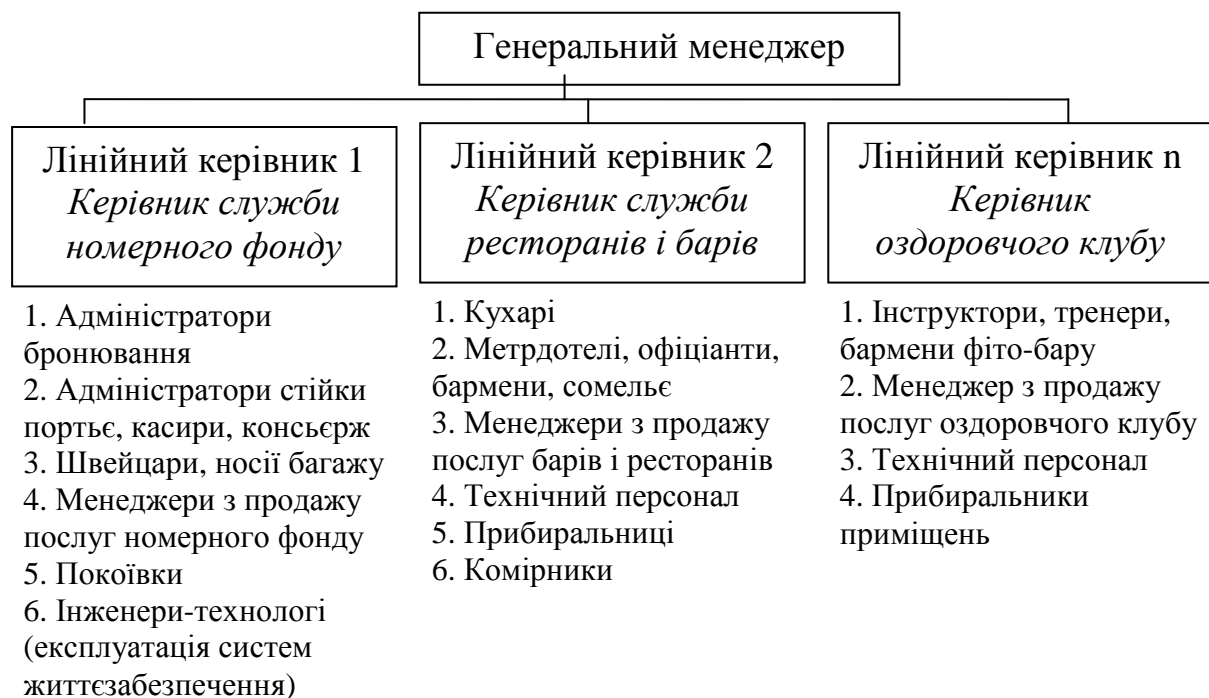 Генеральний менеджер
Лінійний керівник 1
Керівник служби
номерного фонду
Лінійний керівник 2
Керівник служби
ресторанів і барів
Лінійний керівник n
Керівник
оздоровчого клубу
1. Адміністратори
бронювання
2. Адміністратори стійки
портьє, касири, консьєрж
3. Швейцари, носії багажу
4. Менеджери з продажу
послуг номерного фонду
5. Покоївки
6. Інженери-технологі
(експлуатація систем
життєзабезпечення)
1. Кухарі
2. Метрдотелі, офіціанти,
бармени, сомельє
3. Менеджери з продажу
послуг барів і ресторанів
4. Технічний персонал
5. Прибиральниці
6. Комірники
1. Інструктори, тренери,
бармени фіто-бару
2. Менеджер з продажу
послуг оздоровчого клубу
3. Технічний персонал
4. Прибиральники
приміщень